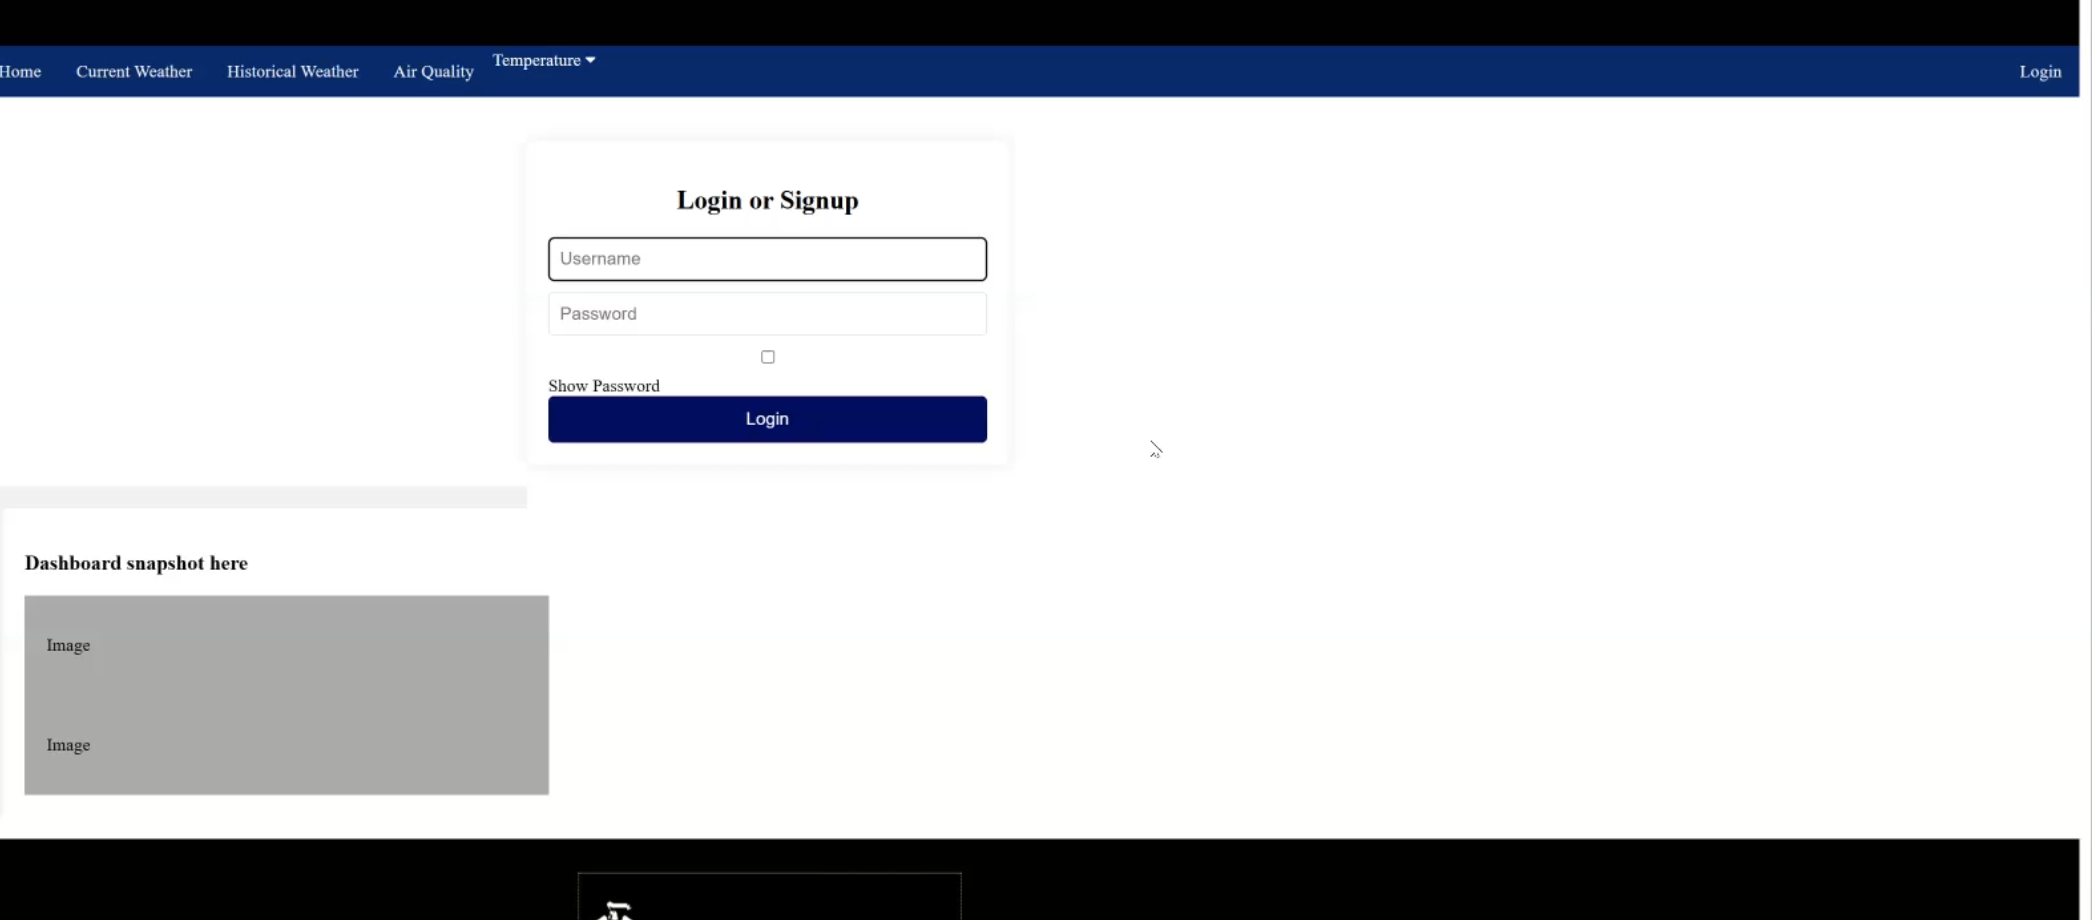 Home Current Weather Historical Weather Air Quality Temperature Login
Login or Signup
Username
Password
Show Password
Login
Dashboard snapshot here
Image
Image